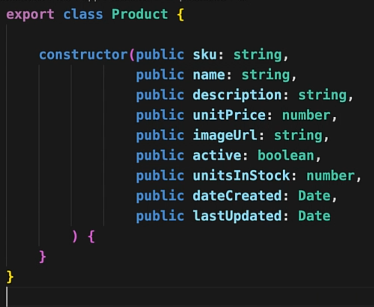 export class Product {
constructor(public sku: string,
public name: string,
public description: string,
public unitPrice: number,
public imageUrl: string,
public active: boolean,
public unitsInStock: number,
public dateCreated: Date,
public lastUpdated: Date
) {
}
}